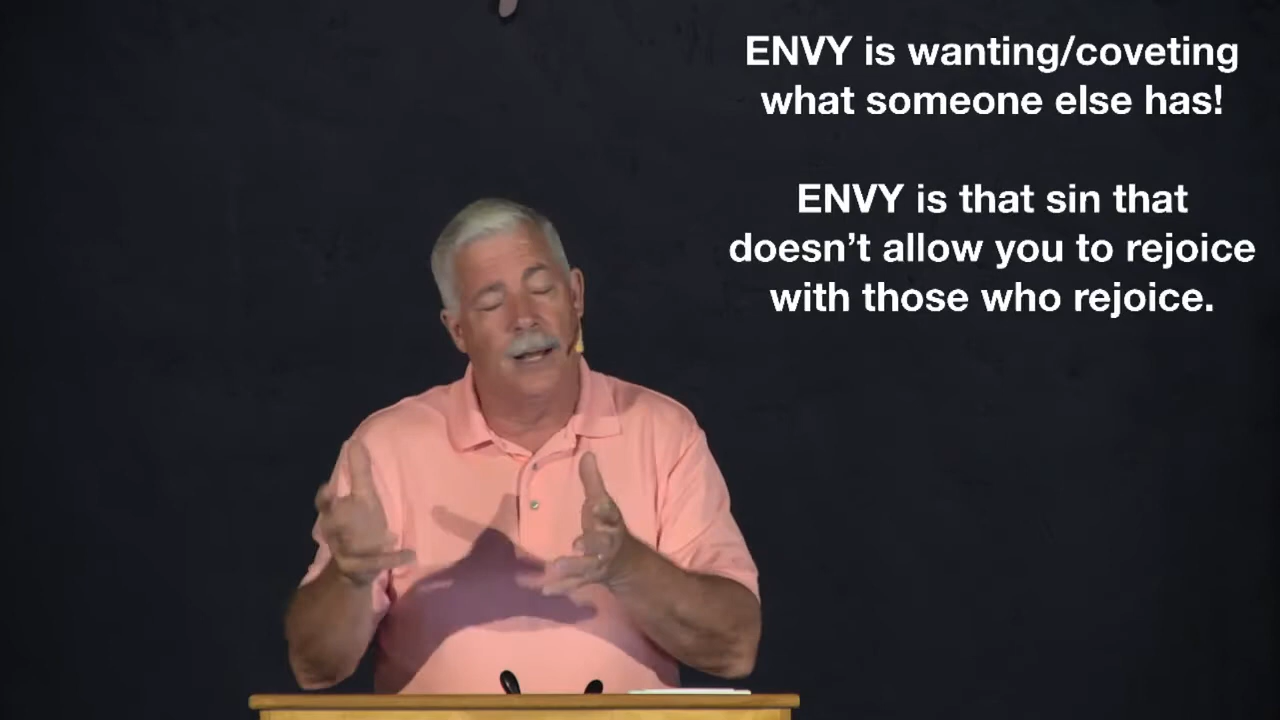 ENVY is wanting/coveting
what someone else has!
ENVY is that sin that
doesn’t allow you to rejoice
with those who rejoice.